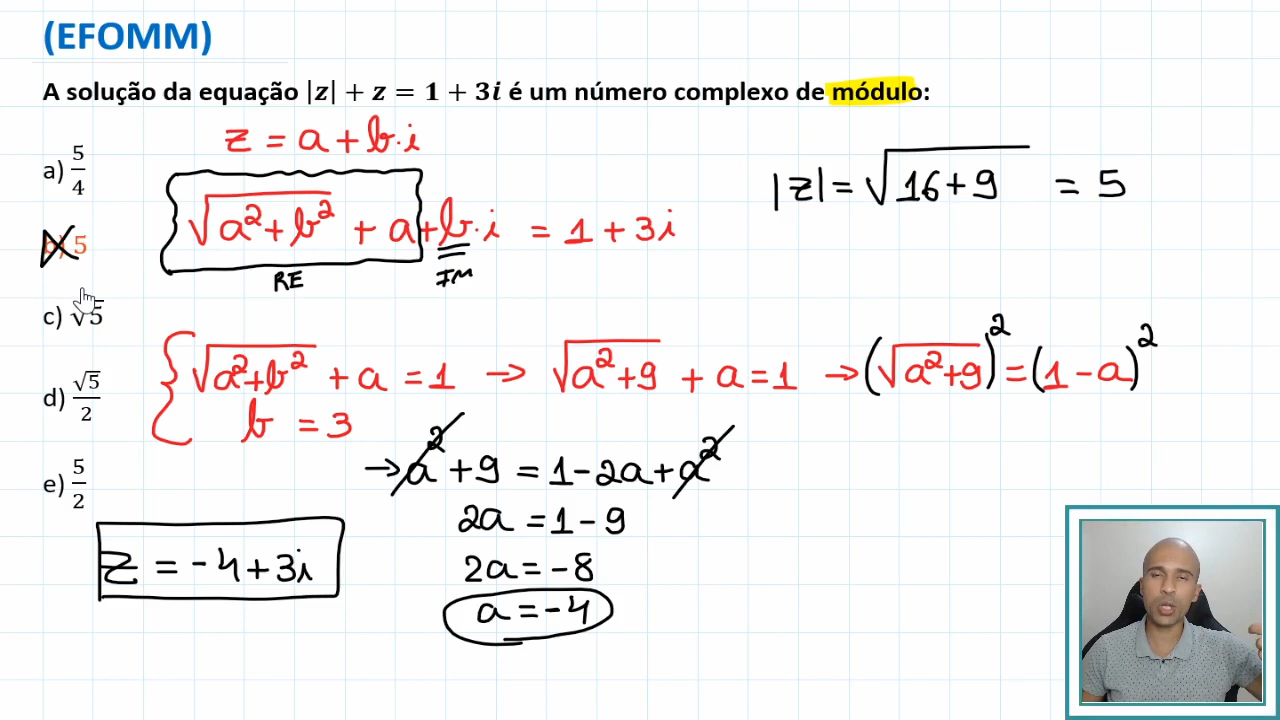 (EFOMM)
A solução da equação |z| + z = 1 + 3i é um número complexo de módulo:
z = a + b·i
a) 5/4
|z| = √16+9 = 5
b) 5
√a²+b² + a + b·i = 1 + 3i
RE IM
c) √5
{ √a²+b² + a = 1 → √a²+9 + a = 1 → (√a²+9)² = (1 - a)²
b = 3
d) √5/2
→ a² + 9 = 1 - 2a + a²
e) 5/2
2a = 1 - 9
z = -4 + 3i
2a = -8
a = -4